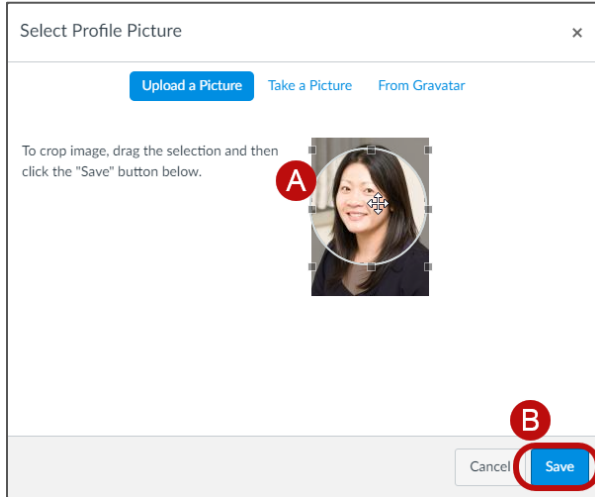 Select Profile Picture ×
Upload a Picture Take a Picture From Gravatar
To crop image, drag the selection and then
click the "Save" button below.
A
B
Cancel Save